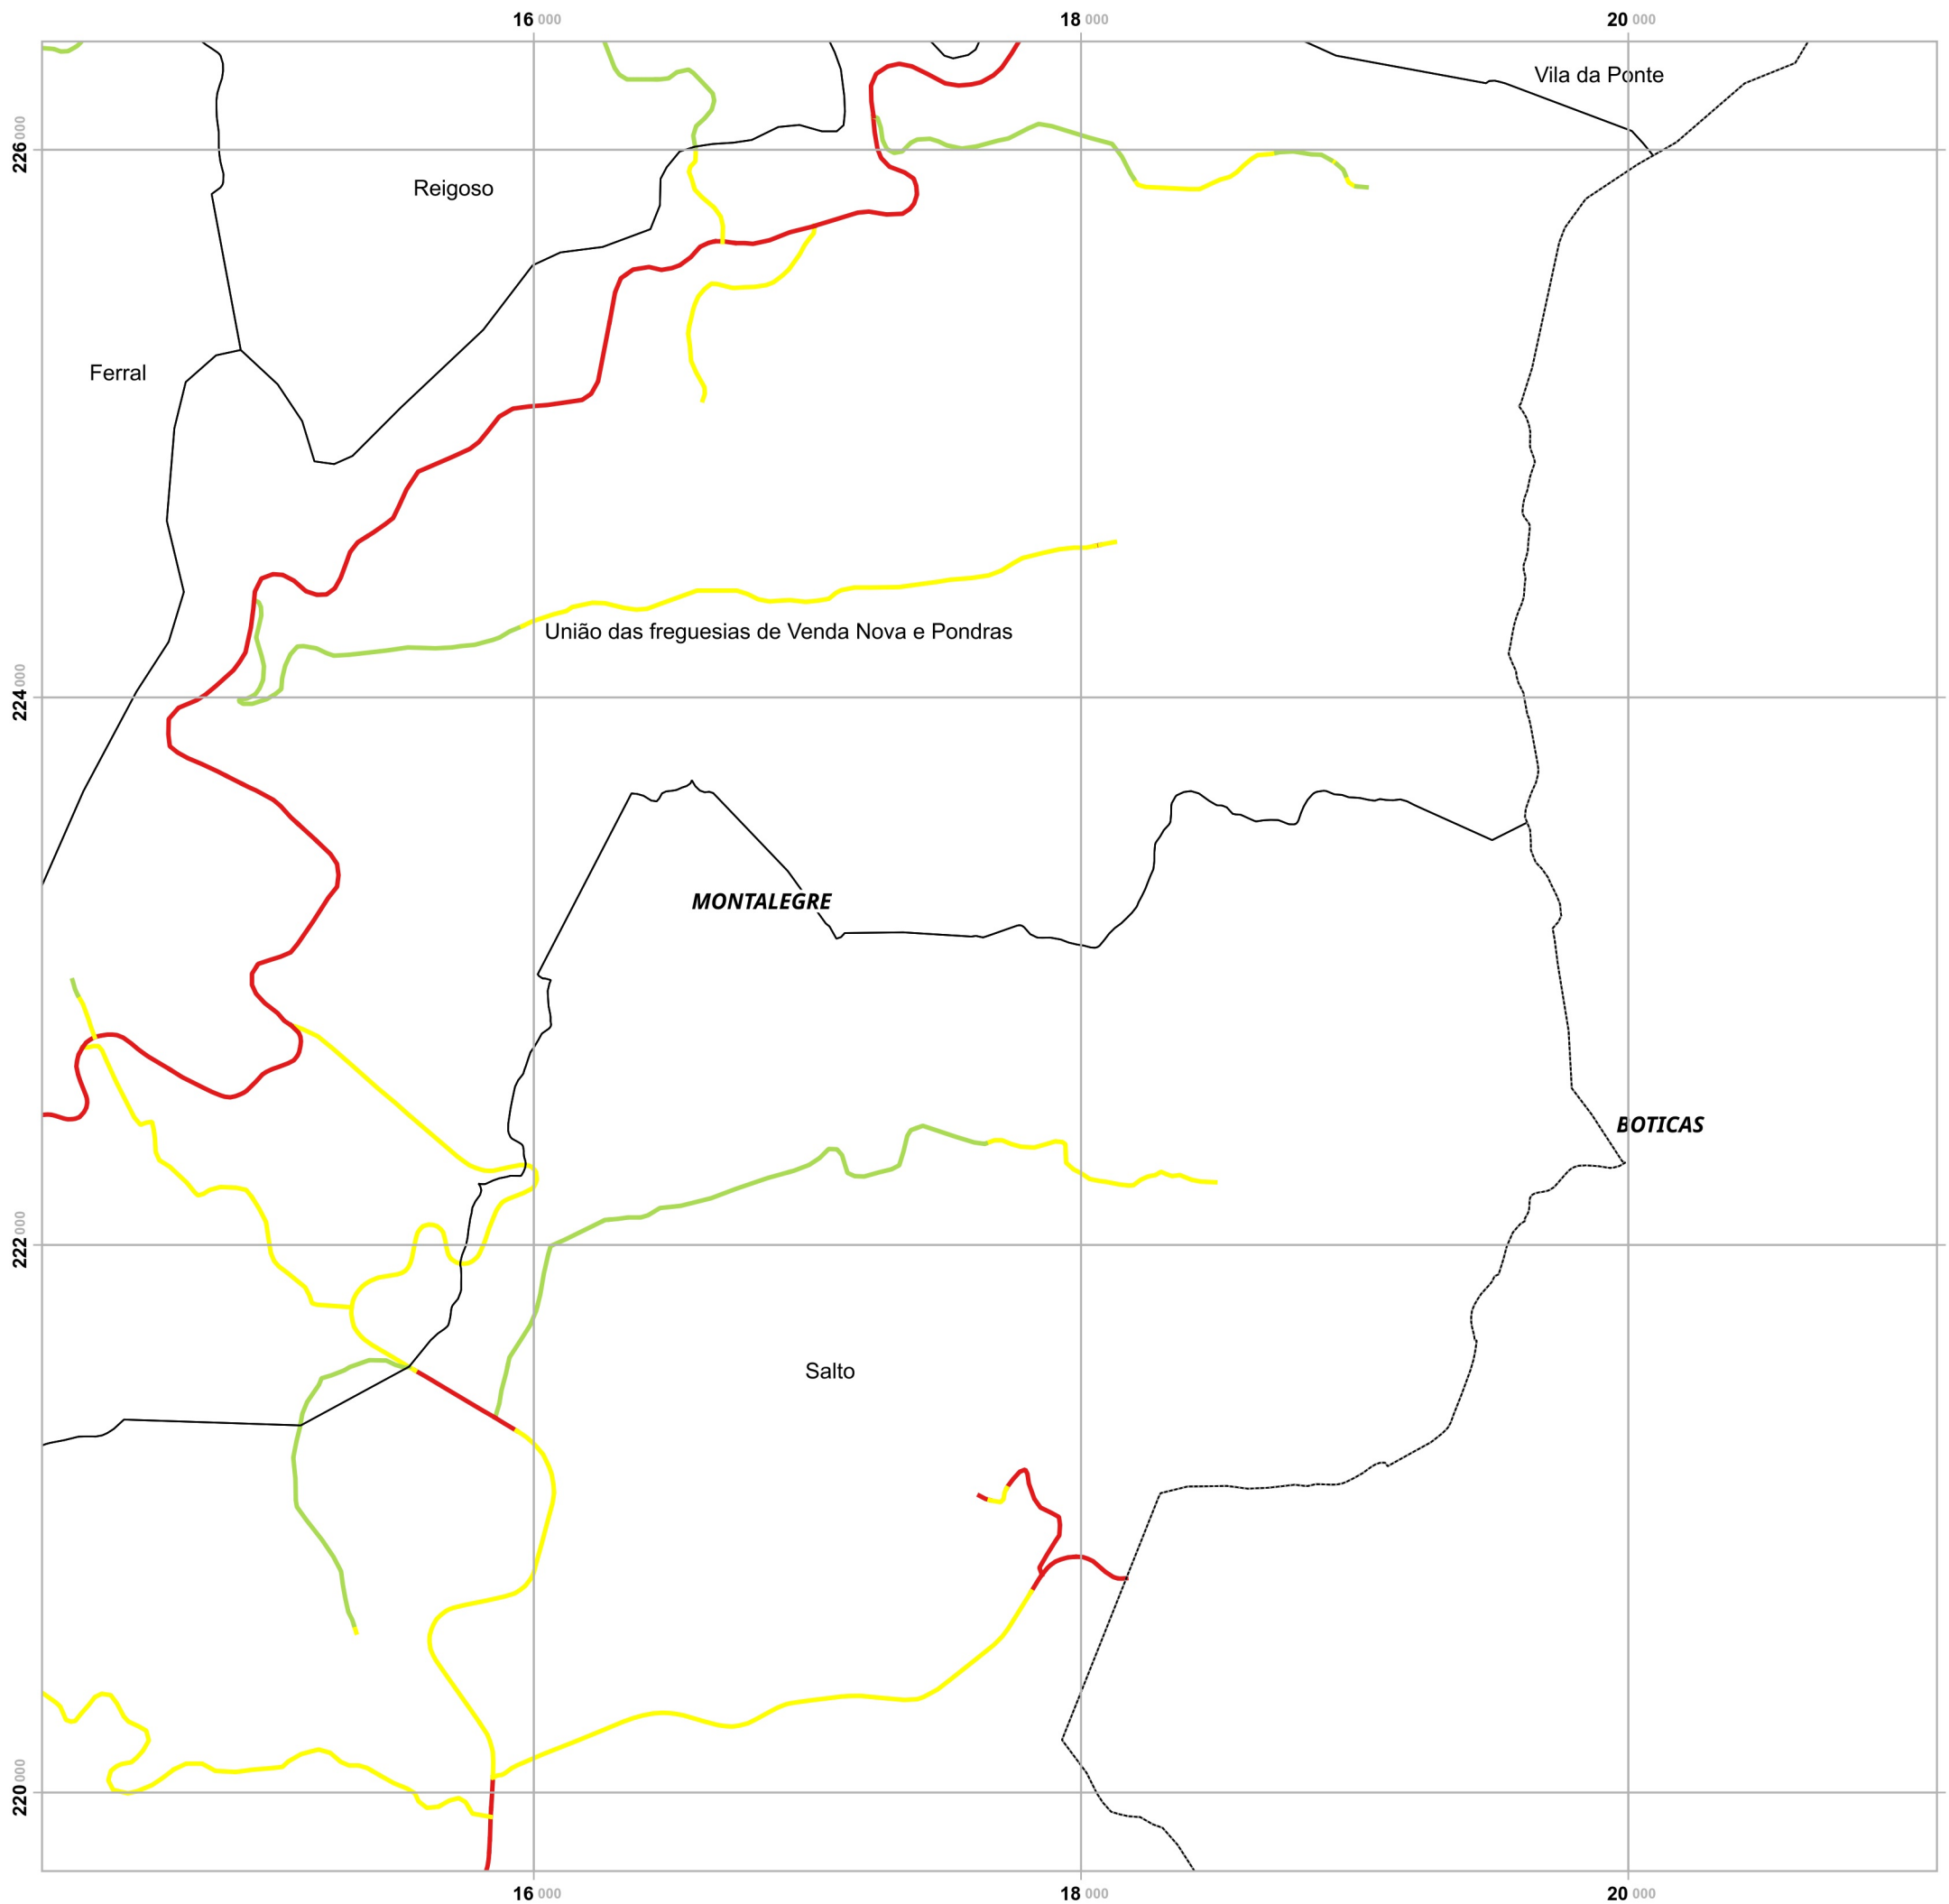 16 000
18 000
20 000
Vila da Ponte
226 000
Reigoso
Ferral
União das freguesias de Venda Nova e Pondras
224 000
MONTALEGRE
BOTICAS
222 000
Salto
220 000
16 000
18 000
20 000